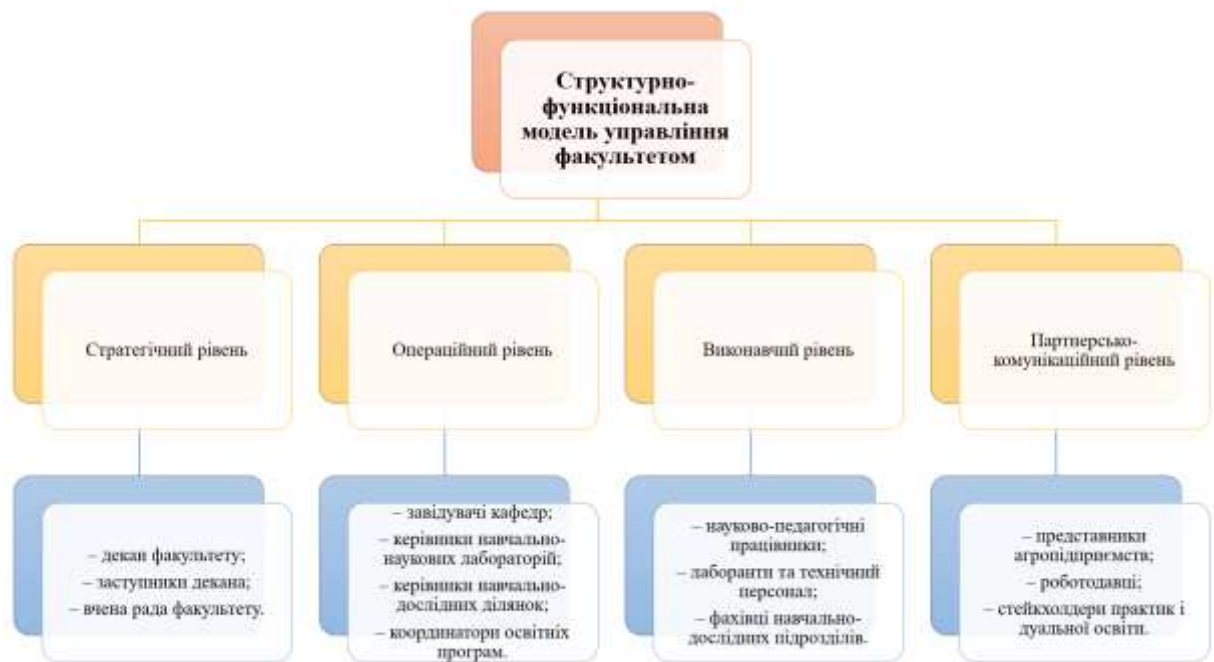 Структурно-
функціональна
модель управління
факультетом
Стратегічний рівень
Операційний рівень
Виконавчий рівень
Партнерсько-
комунікаційний рівень
– декан факультету;
– заступники декана;
– вчена рада факультету.
– завідувачі кафедр;
– керівники навчально-
наукових лабораторій;
– керівники навчально-
дослідних ділянок;
– координатори освітніх
програм.
– науково-педагогічні
працівники;
– лаборанти та технічний
персонал;
– фахівці навчально-
дослідних підрозділів.
– представники
агропідприємств;
– роботодавці;
– стейкхолдери практик і
дуальної освіти.